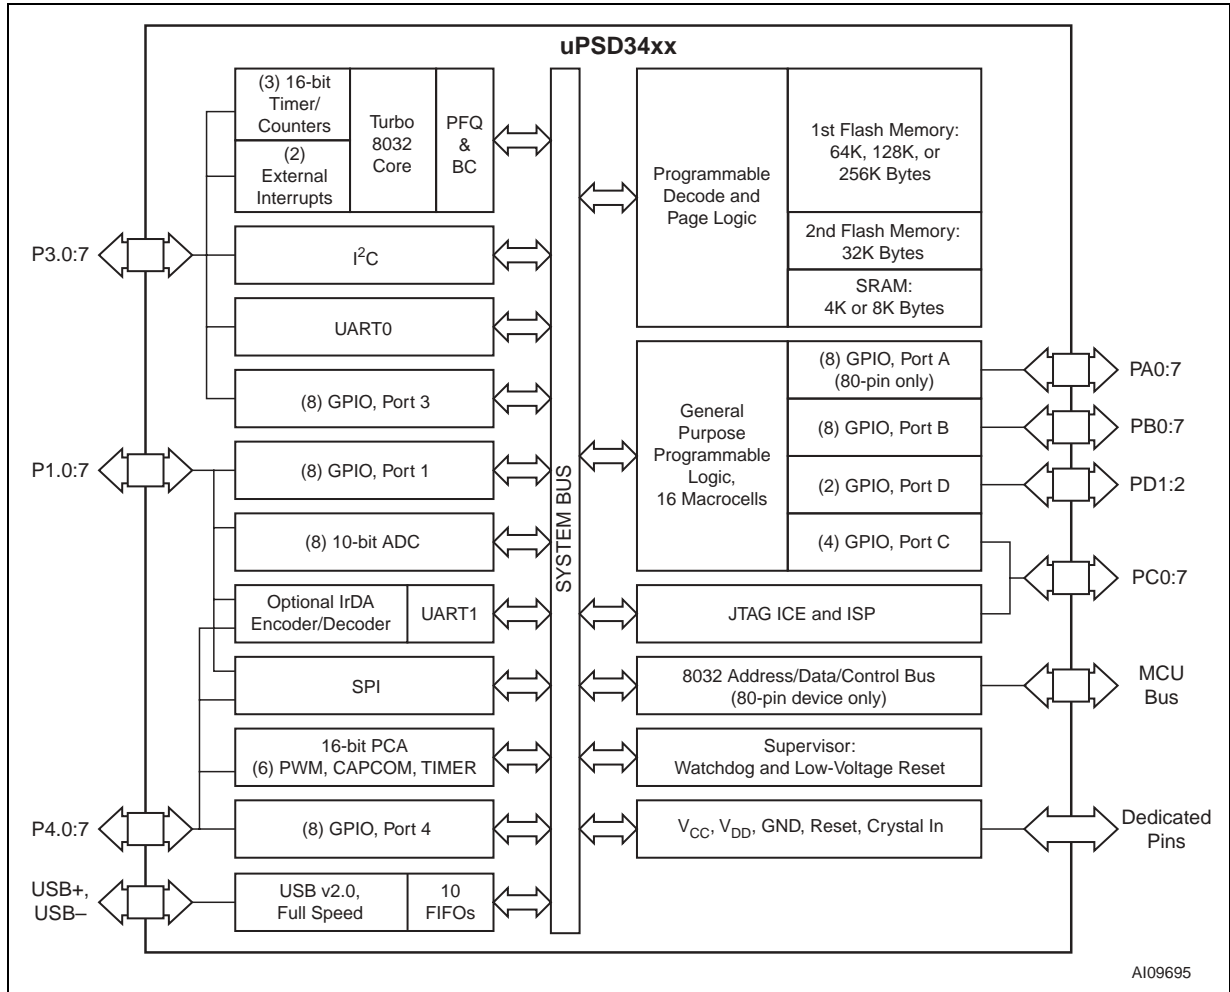 uPSD34xx
(3) 16-bit
Timer/
Counters
(2)
External
Interrupts
Turbo
8032
Core
PFQ
&
BC
P3.0:7
I²C
UART0
(8) GPIO, Port 3
P1.0:7
(8) GPIO, Port 1
(8) 10-bit ADC
Optional IrDA
Encoder/Decoder
UART1
SPI
16-bit PCA
(6) PWM, CAPCOM, TIMER
P4.0:7
(8) GPIO, Port 4
USB+,
USB–
USB v2.0,
Full Speed
10
FIFOs
SYSTEM BUS
Programmable
Decode and
Page Logic
1st Flash Memory:
64K, 128K, or
256K Bytes
2nd Flash Memory:
32K Bytes
SRAM:
4K or 8K Bytes
General
Purpose
Programmable
Logic,
16 Macrocells
(8) GPIO, Port A
(80-pin only)
PA0:7
(8) GPIO, Port B
PB0:7
(2) GPIO, Port D
PD1:2
(4) GPIO, Port C
PC0:7
JTAG ICE and ISP
8032 Address/Data/Control Bus
(80-pin device only)
MCU
Bus
Supervisor:
Watchdog and Low-Voltage Reset
VCC, VDD, GND, Reset, Crystal In
Dedicated
Pins
AI09695